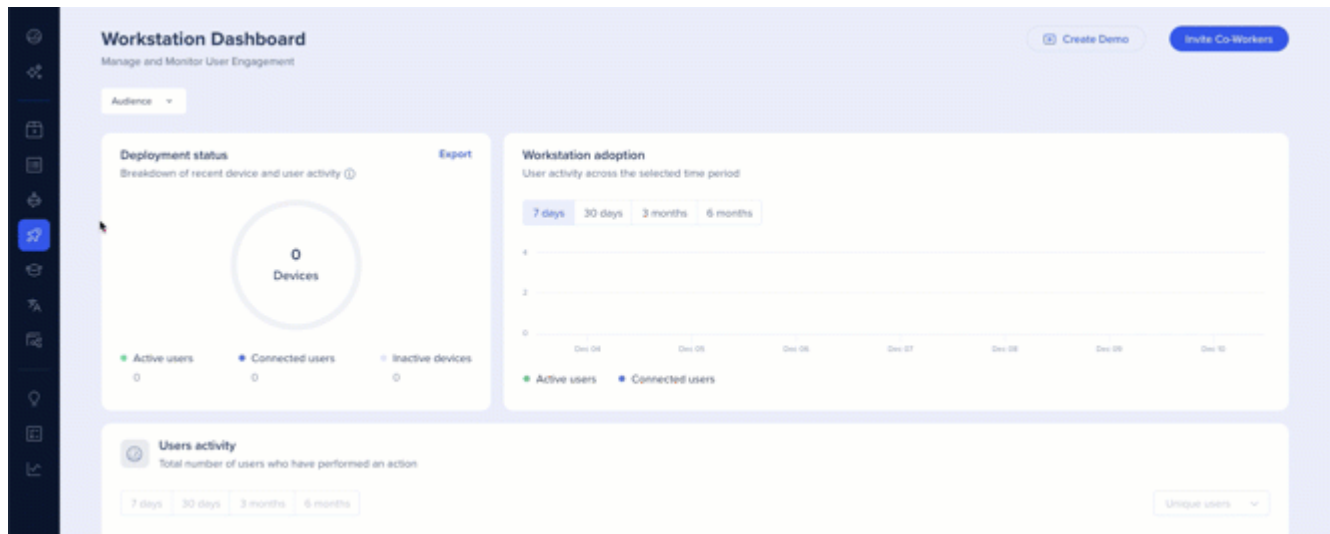 Workstation Dashboard
Manage and Monitor User Engagement
Create Demo
Invite Co-Workers
Audience
Deployment status
Export
Breakdown of recent device and user activity
0
Devices
Active users
Connected users
Inactive devices
0
0
0
Workstation adoption
User activity across the selected time period
7 days 30 days 3 months 6 months
4
2
0
Dec 04 Dec 05 Dec 06 Dec 07 Dec 08 Dec 09 Dec 10
Active users Connected users
Users activity
Total number of users who have performed an action
7 days 30 days 3 months 6 months
Unique users